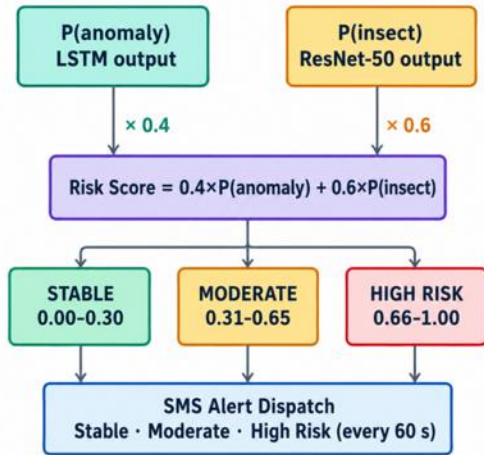 P(anomaly)
LSTM output
P(insect)
ResNet-50 output
× 0.4
× 0.6
Risk Score = 0.4×P(anomaly) + 0.6×P(insect)
STABLE
0.00–0.30
MODERATE
0.31–0.65
HIGH RISK
0.66–1.00
SMS Alert Dispatch
Stable · Moderate · High Risk (every 60 s)